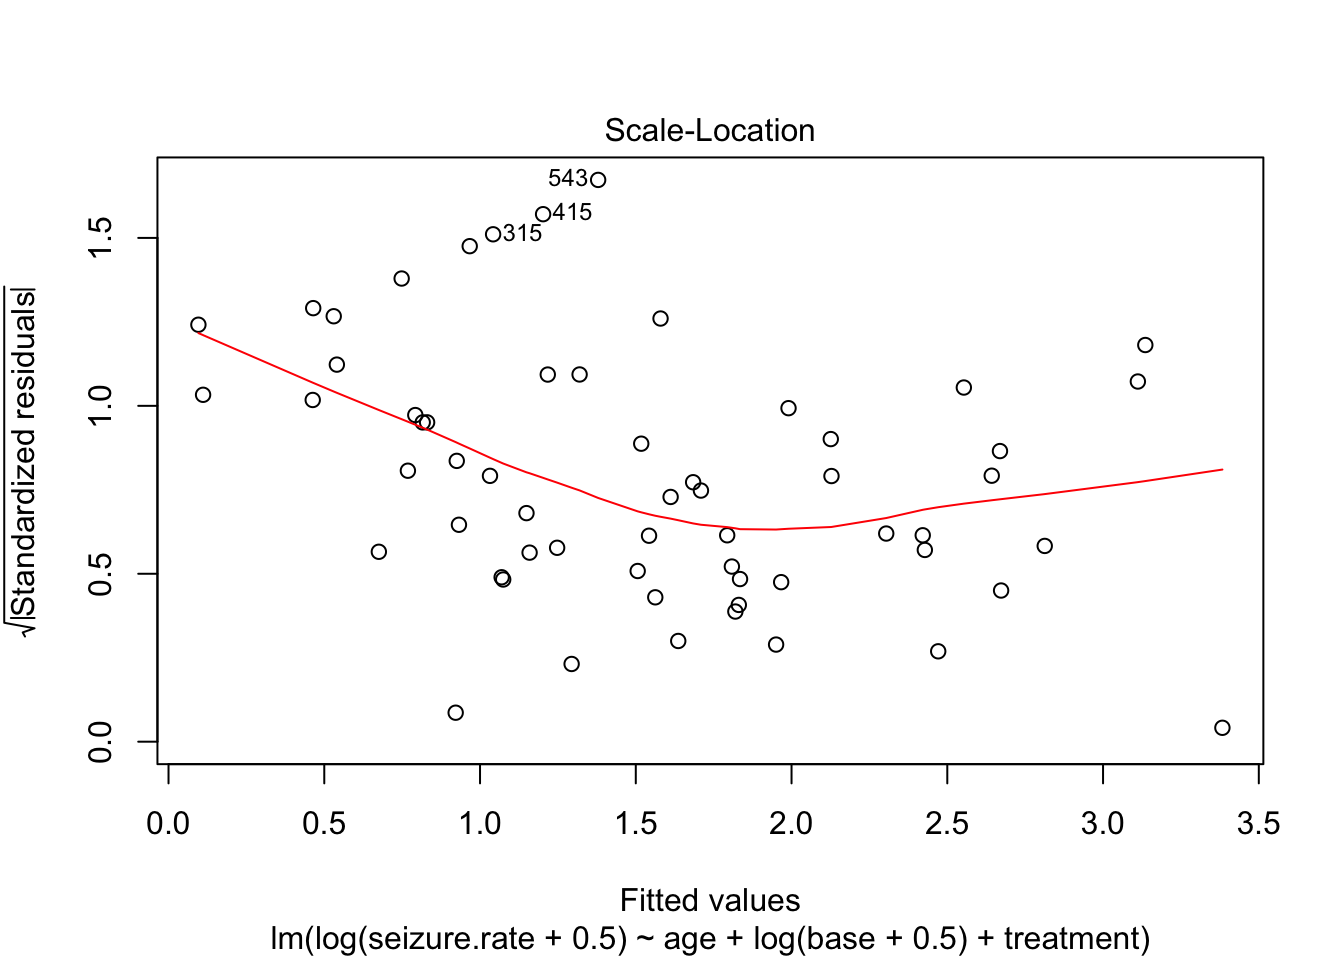 Scale-Location
543
415
315
√|Standardized residuals|
1.5
1.0
0.5
0.0
0.0 0.5 1.0 1.5 2.0 2.5 3.0 3.5
Fitted values
lm(log(seizure.rate + 0.5) ~ age + log(base + 0.5) + treatment)